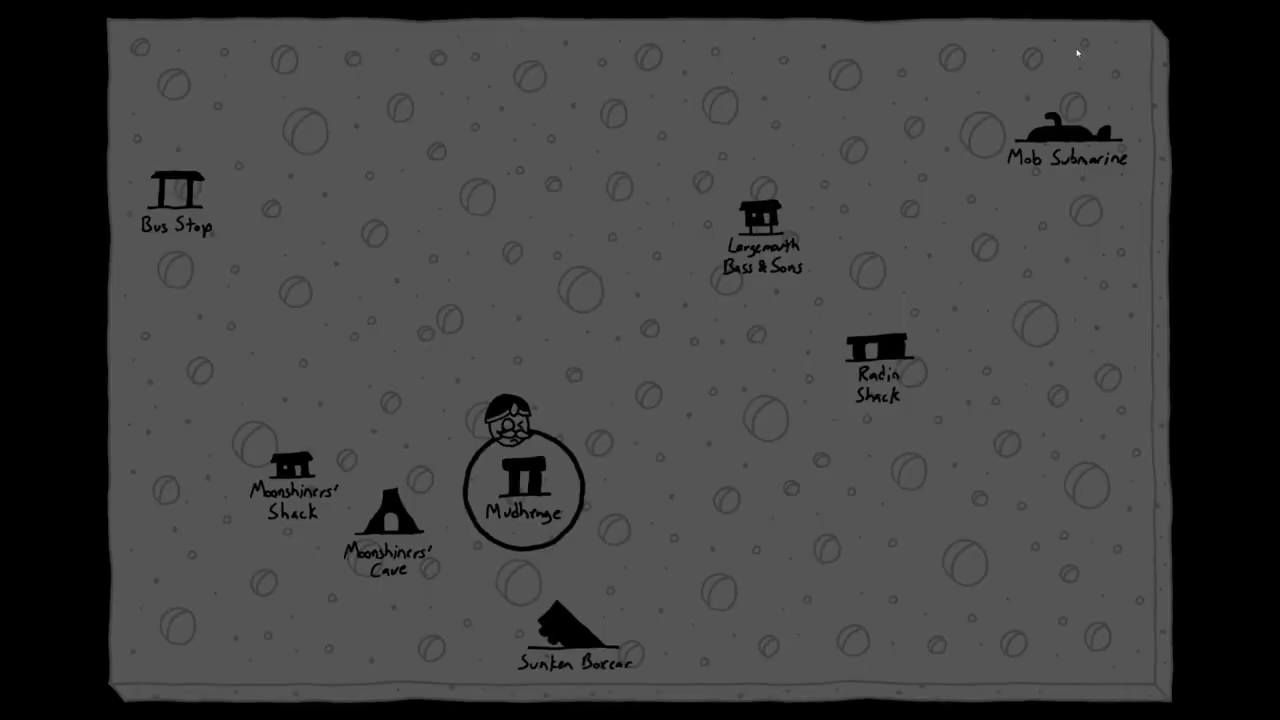 Mob Submarine
Bus Stop
Largemouth
Bass & Sons
Radio
Shack
Moonshiners'
Shack
Mudhenge
Moonshiners'
Cave
Sunken Boxcar